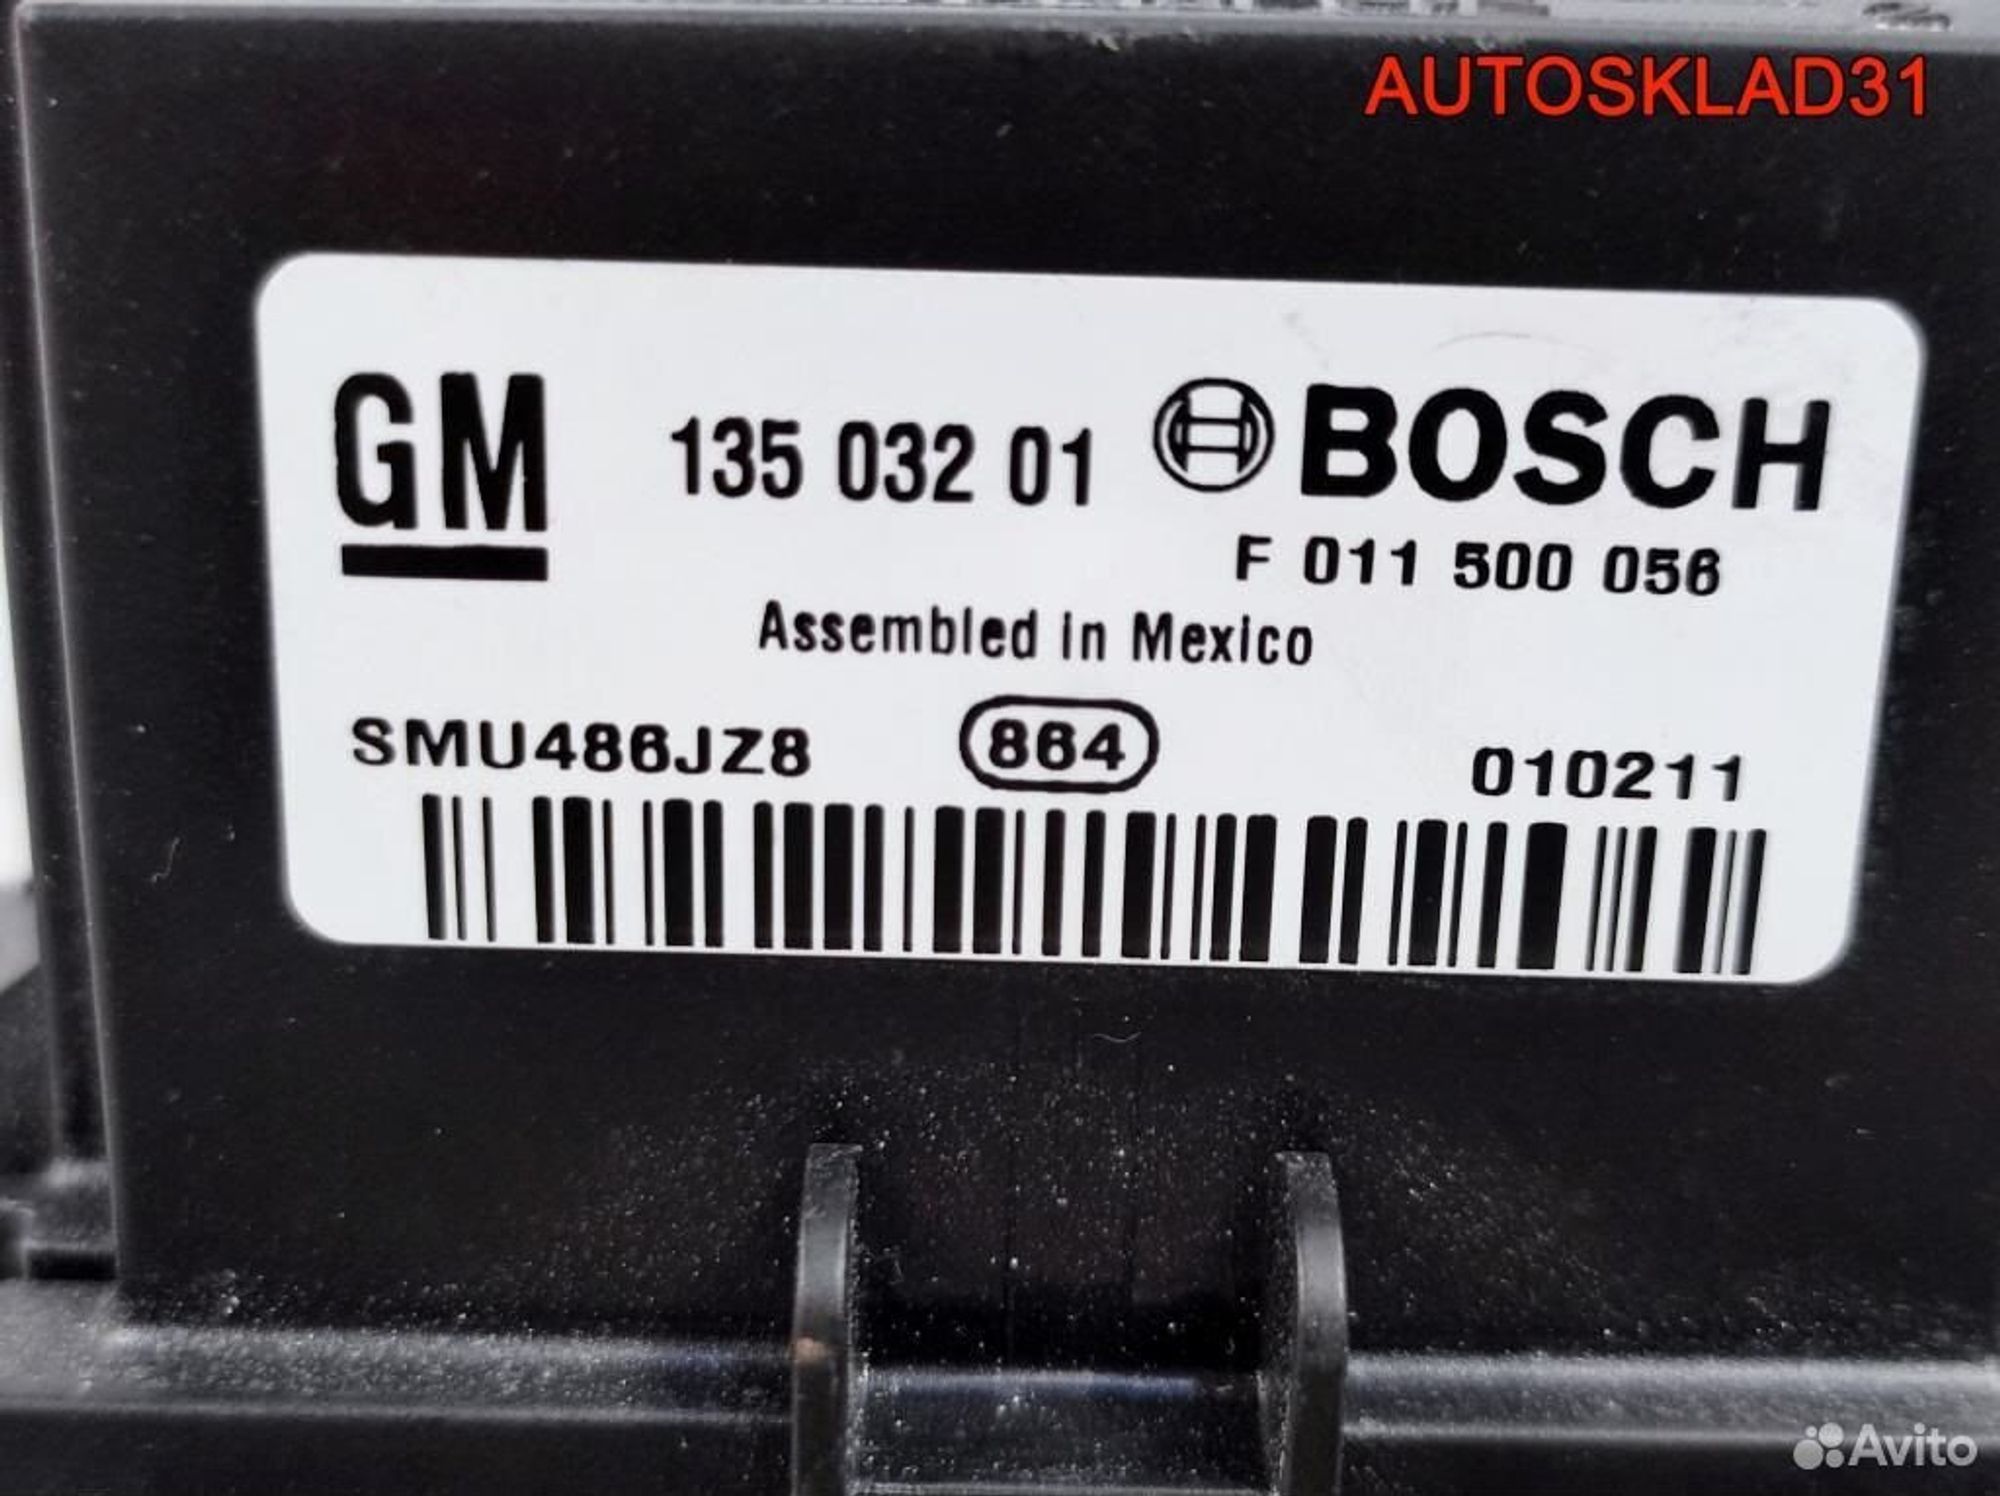 AUTOSKLAD31
GM 135 032 01 BOSCH
F 011 500 056
Assembled in Mexico
SMU486JZ8 864 010211
Avito